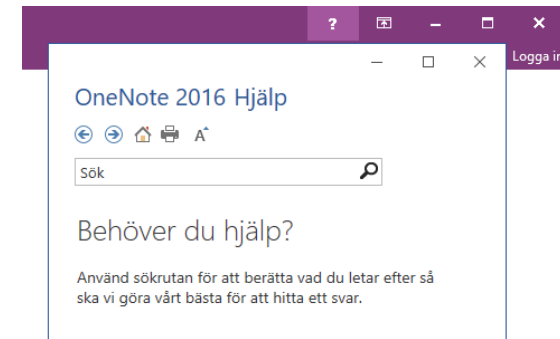 ?
Logga in
OneNote 2016 Hjälp
A
Sök
Behöver du hjälp?
Använd sökrutan för att berätta vad du letar efter så
ska vi göra vårt bästa för att hitta ett svar.